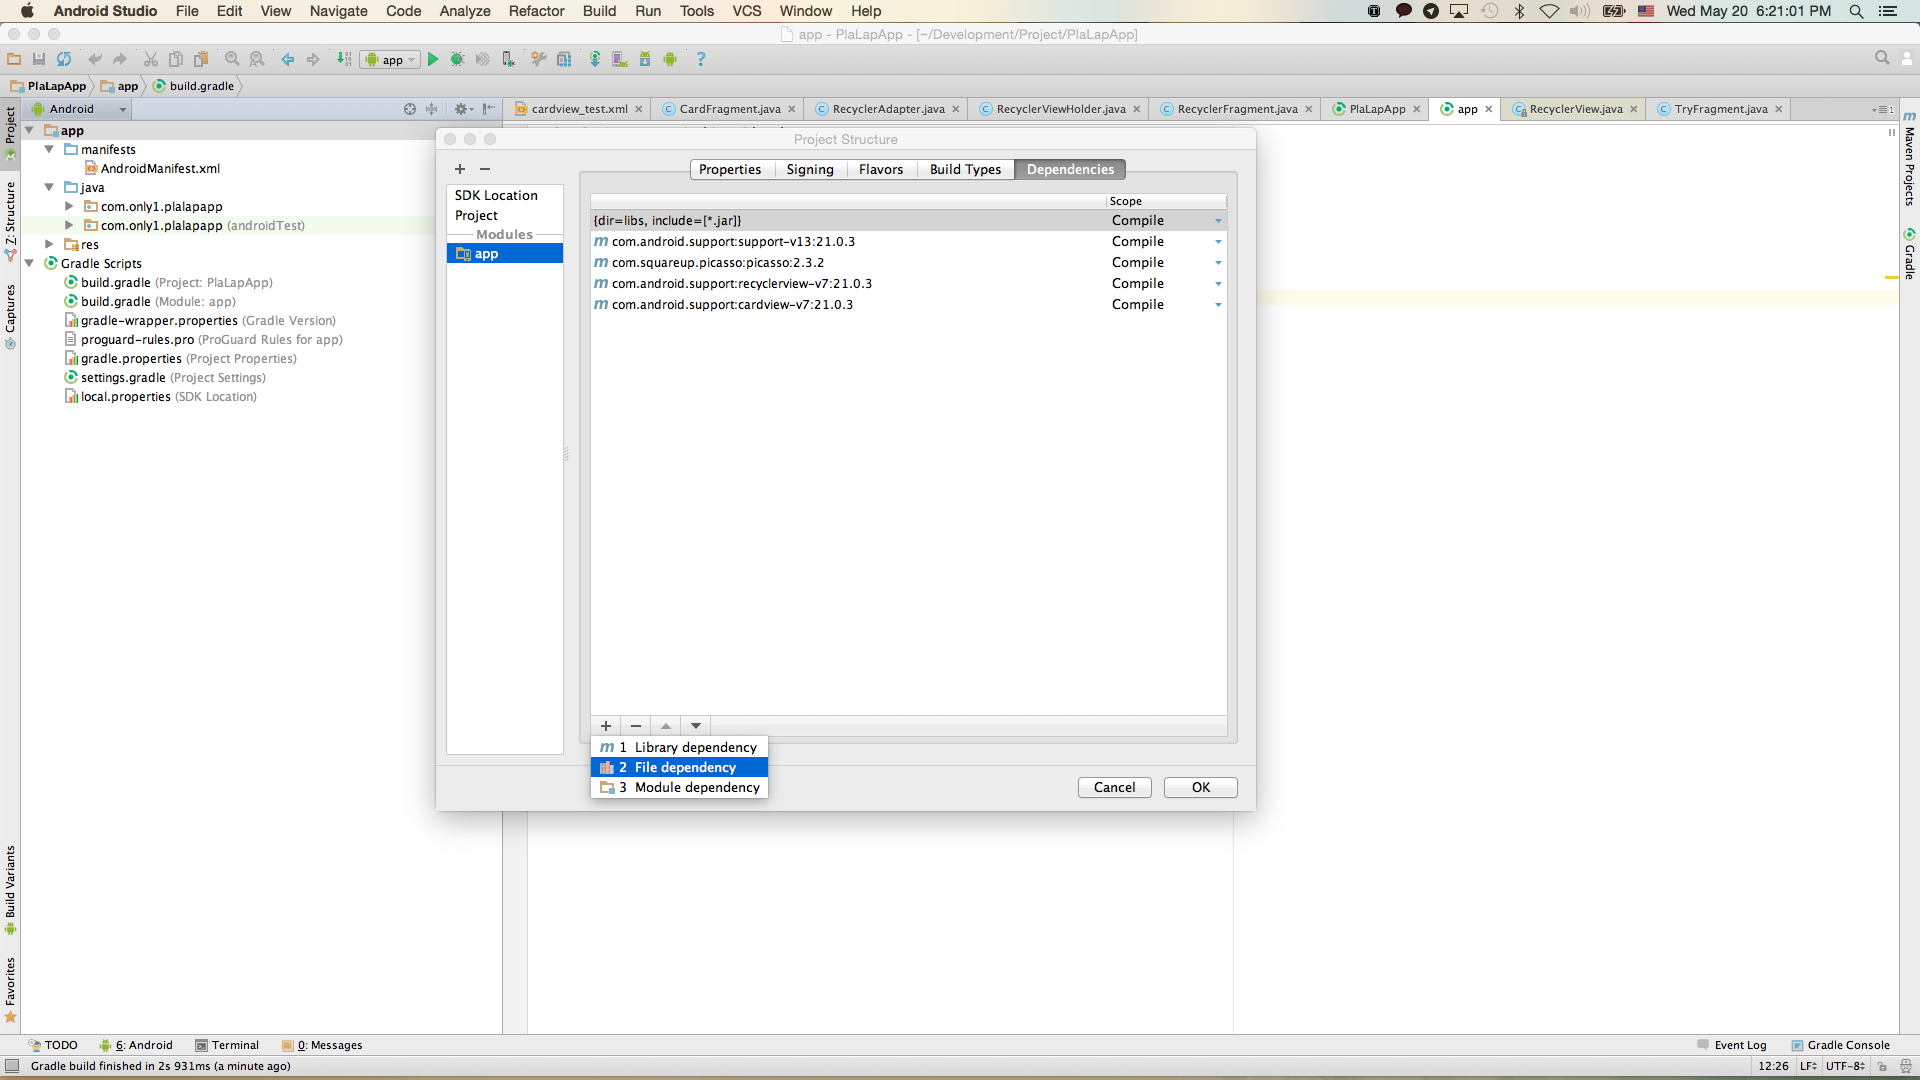 Android Studio File Edit View Navigate Code Analyze Refactor Build Run Tools VCS Window Help Wed May 20 6:21:01 PM
app - PlaLapApp - [~/Development/Project/PlaLapApp]
app
PlaLapApp app build.gradle
Android
cardview_test.xml CardFragment.java RecyclerAdapter.java RecyclerViewHolder.java RecyclerFragment.java PlaLapApp app RecyclerView.java TryFragment.java
Project
Z: Structure
Captures
Build Variants
Favorites
Maven Projects
Gradle
app
manifests
AndroidManifest.xml
java
com.only1.plalapapp
com.only1.plalapapp (androidTest)
res
Gradle Scripts
build.gradle (Project: PlaLapApp)
build.gradle (Module: app)
gradle-wrapper.properties (Gradle Version)
proguard-rules.pro (ProGuard Rules for app)
gradle.properties (Project Properties)
settings.gradle (Project Settings)
local.properties (SDK Location)
Project Structure
SDK Location
Project
Modules
app
Properties Signing Flavors Build Types Dependencies
Scope
{dir=libs, include=[*.jar]} Compile
m com.android.support:support-v13:21.0.3 Compile
m com.squareup.picasso:picasso:2.3.2 Compile
m com.android.support:recyclerview-v7:21.0.3 Compile
m com.android.support:cardview-v7:21.0.3 Compile
m 1 Library dependency
2 File dependency
3 Module dependency
Cancel OK
TODO 6: Android Terminal 0: Messages Event Log Gradle Console
Gradle build finished in 2s 931ms (a minute ago) 12:26 LF UTF-8